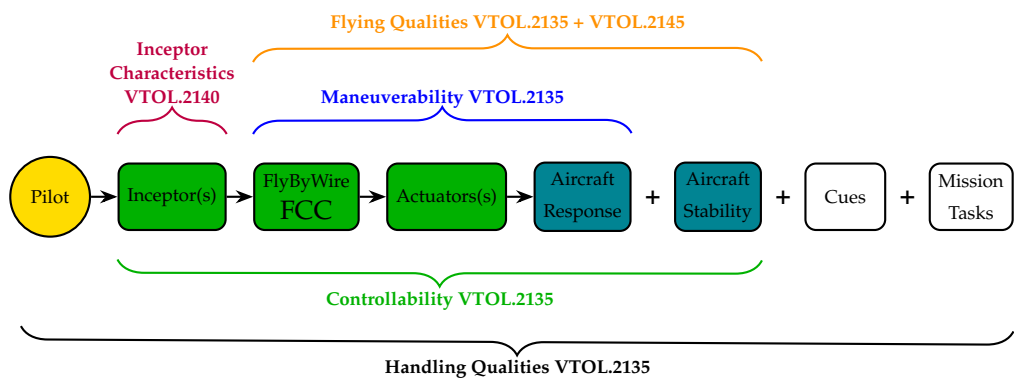 Flying Qualities VTOL.2135 + VTOL.2145
Inceptor
Characteristics
VTOL.2140
Maneuverability VTOL.2135
Pilot
Inceptor(s)
FlyByWire
FCC
Actuators(s)
Aircraft
Response
+
Aircraft
Stability
+
Cues
+
Mission
Tasks
Controllability VTOL.2135
Handling Qualities VTOL.2135